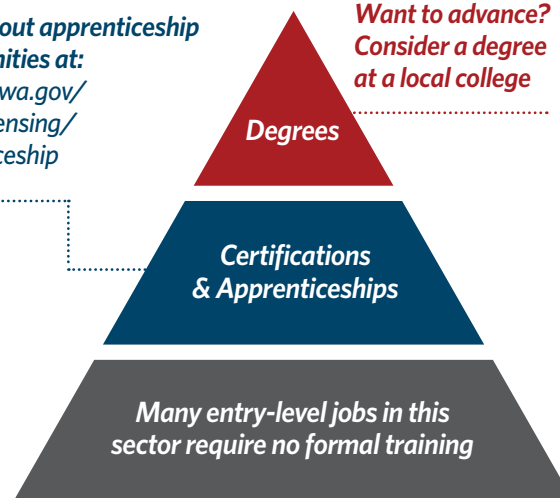 out apprenticeship
nities at:
wa.gov/
ensing/
ceship
Want to advance?
Consider a degree
at a local college
Degrees
Certifications
& Apprenticeships
Many entry-level jobs in this
sector require no formal training